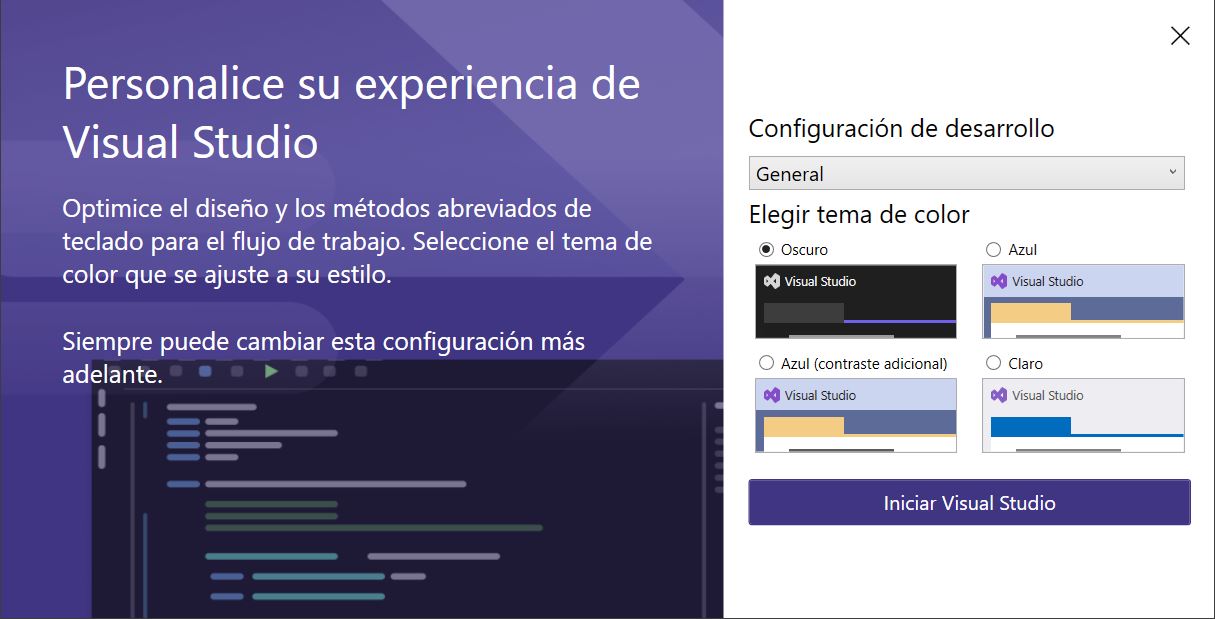 Personalice su experiencia de
Visual Studio
Optimice el diseño y los métodos abreviados de
teclado para el flujo de trabajo. Seleccione el tema de
color que se ajuste a su estilo.
Siempre puede cambiar esta configuración más
adelante.
Configuración de desarrollo
General
Elegir tema de color
Oscuro
Azul
Visual Studio
Visual Studio
Azul (contraste adicional)
Claro
Visual Studio
Visual Studio
Iniciar Visual Studio